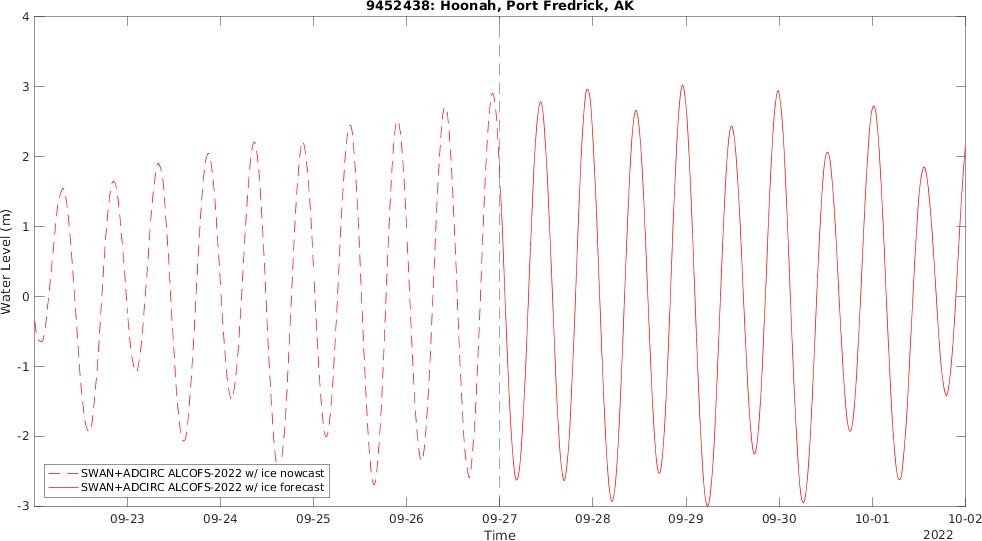 9452438: Hoonah, Port Fredrick, AK
4
3
2
1
0
-1
-2
-3
Water Level (m)
SWAN+ADCIRC ALCOFS-2022 w/ ice nowcast
SWAN+ADCIRC ALCOFS-2022 w/ ice forecast
09-23 09-24 09-25 09-26 09-27 09-28 09-29 09-30 10-01 10-02
Time
2022